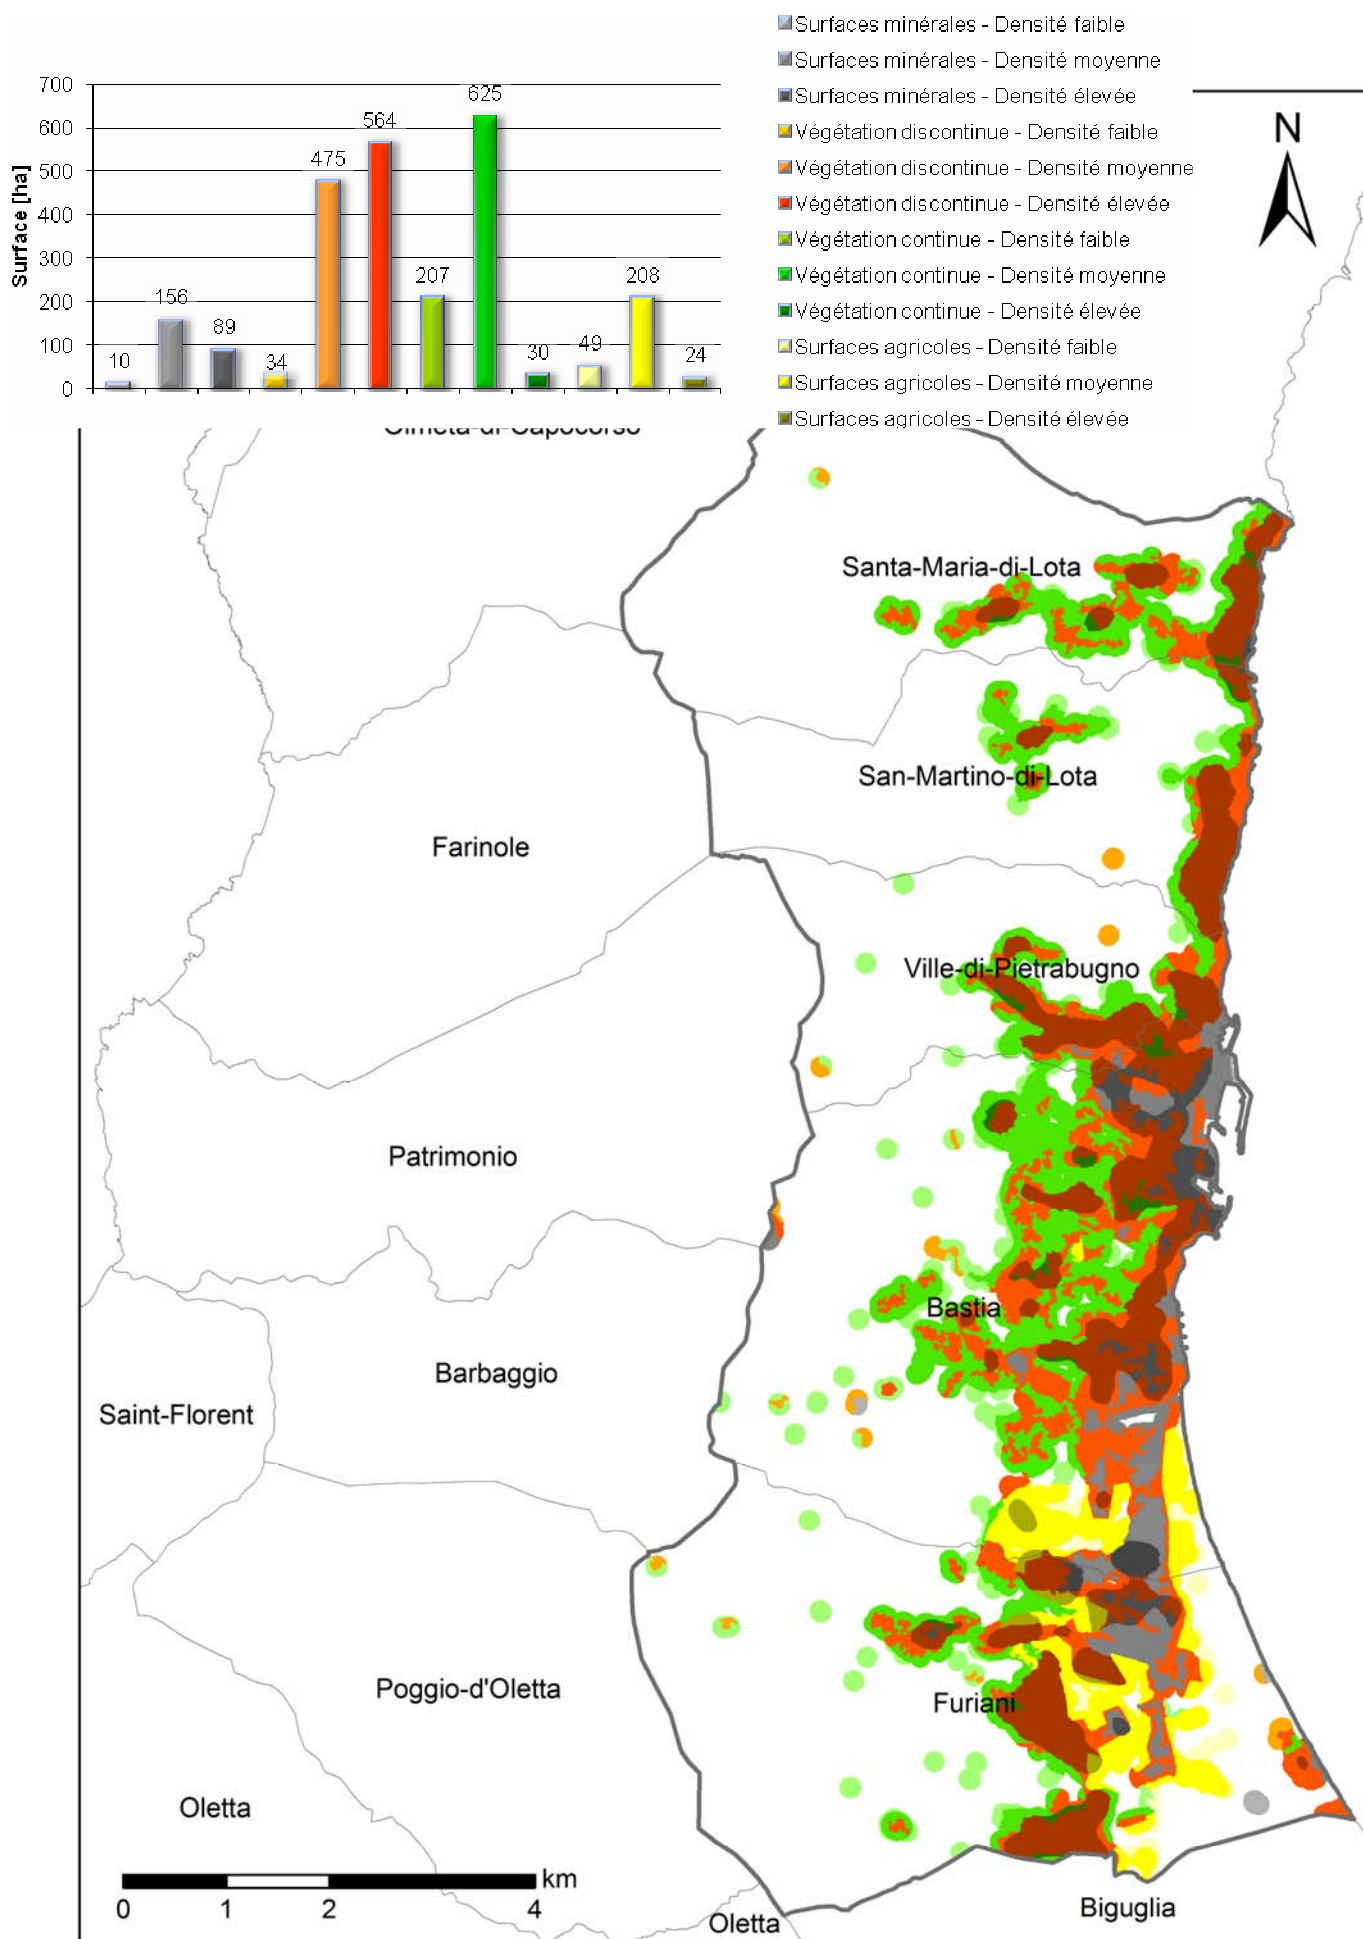 Surfaces minérales - Densité faible
Surfaces minérales - Densité moyenne
Surfaces minérales - Densité élevée
Végétation discontinue - Densité faible
Végétation discontinue - Densité moyenne
Végétation discontinue - Densité élevée
Végétation continue - Densité faible
Végétation continue - Densité moyenne
Végétation continue - Densité élevée
Surfaces agricoles - Densité faible
Surfaces agricoles - Densité moyenne
Surfaces agricoles - Densité élevée
Surface [ha]
700
600
500
400
300
200
100
0
10
156
89
34
475
564
207
625
30
49
208
24
N
Olmeta-di-Capocorso
Santa-Maria-di-Lota
San-Martino-di-Lota
Farinole
Ville-di-Pietrabugno
Patrimonio
Bastia
Barbaggio
Saint-Florent
Poggio-d'Oletta
Furiani
Oletta
km
0 1 2 4
Biguglia
Oletta